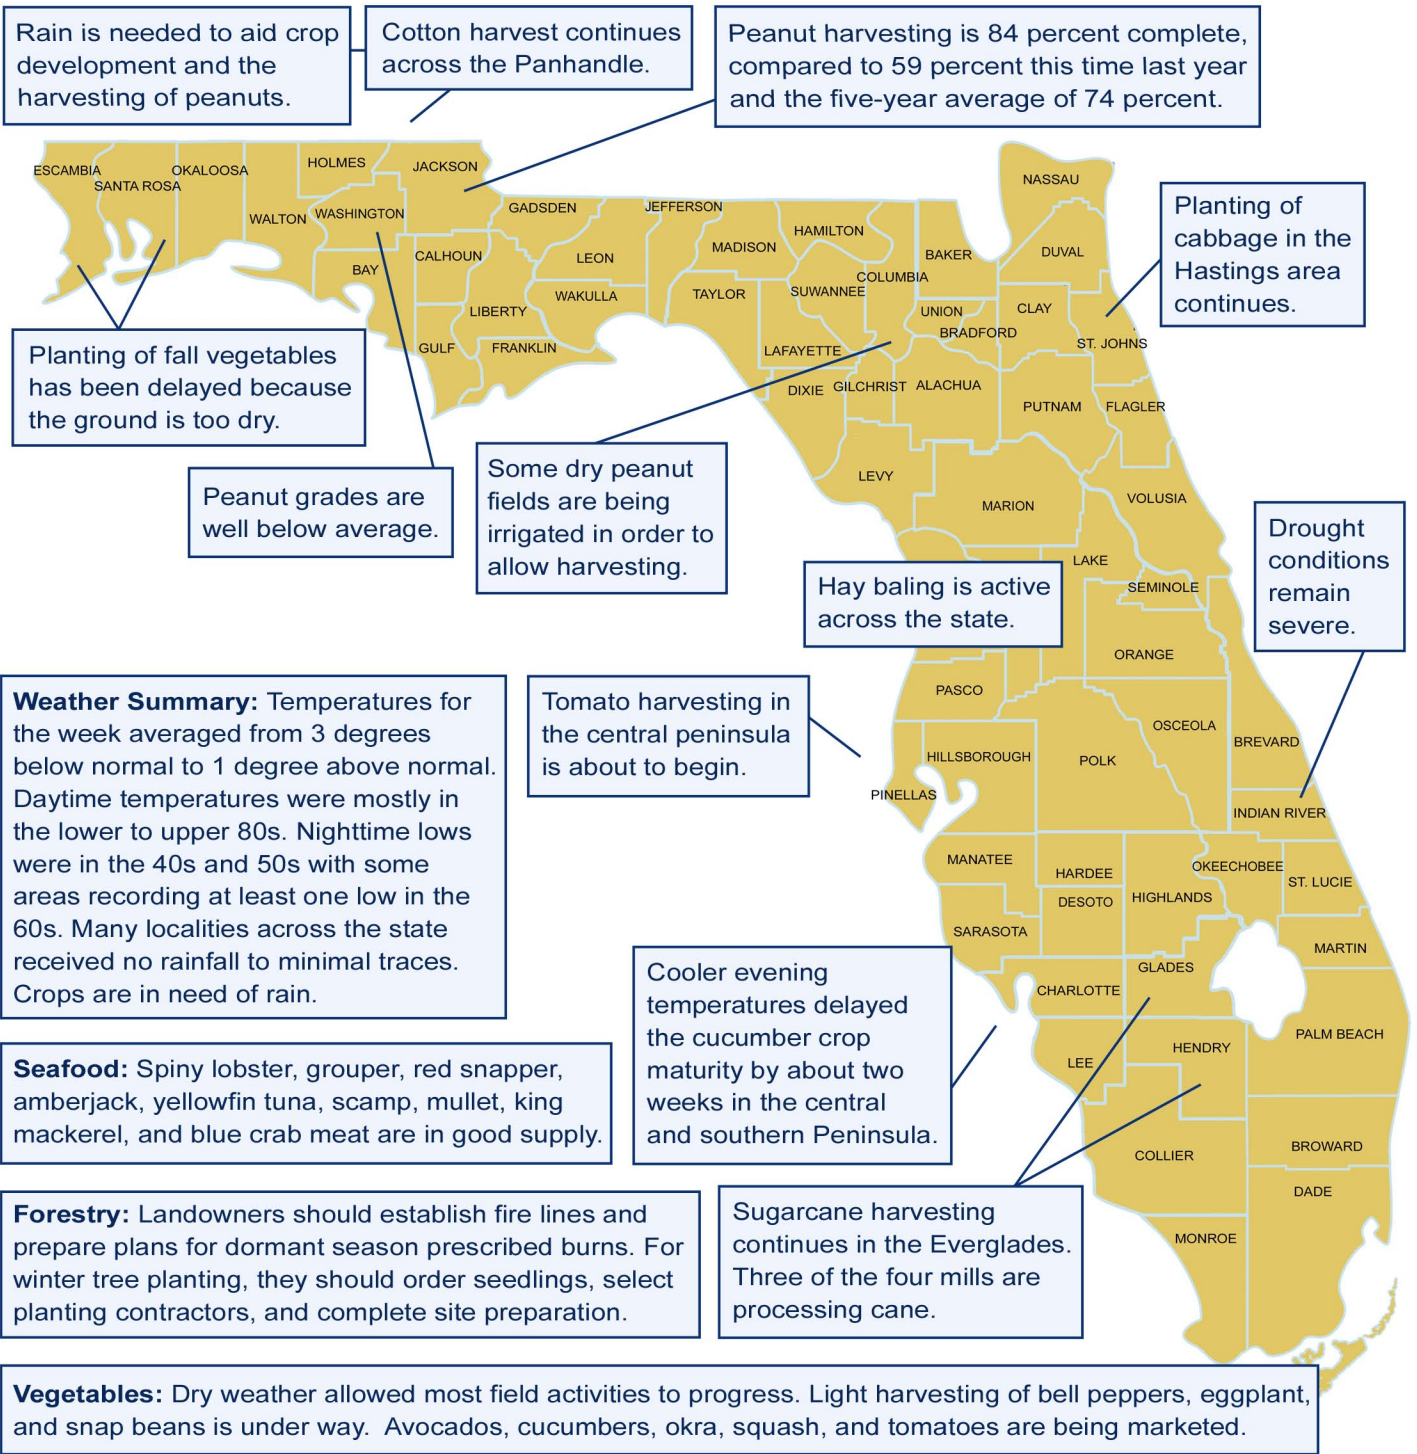 Rain is needed to aid crop
development and the
harvesting of peanuts.
Cotton harvest continues
across the Panhandle.
Peanut harvesting is 84 percent complete,
compared to 59 percent this time last year
and the five-year average of 74 percent.
ESCAMBIA
SANTA ROSA
OKALOOSA
HOLMES
JACKSON
WALTON
WASHINGTON
BAY
CALHOUN
GADSDEN
LEON
JEFFERSON
MADISON
HAMILTON
COLUMBIA
BAKER
NASSAU
DUVAL
LIBERTY
WAKULLA
TAYLOR
SUWANNEE
UNION
BRADFORD
CLAY
ST. JOHNS
GULF
FRANKLIN
LAFAYETTE
DIXIE
GILCHRIST
ALACHUA
PUTNAM
FLAGLER
LEVY
MARION
VOLUSIA
LAKE
SEMINOLE
ORANGE
PASCO
OSCEOLA
BREVARD
HILLSBOROUGH
POLK
PINELLAS
INDIAN RIVER
MANATEE
HARDEE
OKEECHOBEE
ST. LUCIE
DESOTO
HIGHLANDS
SARASOTA
MARTIN
CHARLOTTE
GLADES
PALM BEACH
LEE
HENDRY
COLLIER
BROWARD
DADE
MONROE
Planting of
cabbage in the
Hastings area
continues.
Planting of fall vegetables
has been delayed because
the ground is too dry.
Peanut grades are
well below average.
Some dry peanut
fields are being
irrigated in order to
allow harvesting.
Hay baling is active
across the state.
Drought
conditions
remain
severe.
Weather Summary: Temperatures for
the week averaged from 3 degrees
below normal to 1 degree above normal.
Daytime temperatures were mostly in
the lower to upper 80s. Nighttime lows
were in the 40s and 50s with some
areas recording at least one low in the
60s. Many localities across the state
received no rainfall to minimal traces.
Crops are in need of rain.
Tomato harvesting in
the central peninsula
is about to begin.
Cooler evening
temperatures delayed
the cucumber crop
maturity by about two
weeks in the central
and southern Peninsula.
Seafood: Spiny lobster, grouper, red snapper,
amberjack, yellowfin tuna, scamp, mullet, king
mackerel, and blue crab meat are in good supply.
Forestry: Landowners should establish fire lines and
prepare plans for dormant season prescribed burns. For
winter tree planting, they should order seedlings, select
planting contractors, and complete site preparation.
Sugarcane harvesting
continues in the Everglades.
Three of the four mills are
processing cane.
Vegetables: Dry weather allowed most field activities to progress. Light harvesting of bell peppers, eggplant,
and snap beans is under way.  Avocados, cucumbers, okra, squash, and tomatoes are being marketed.